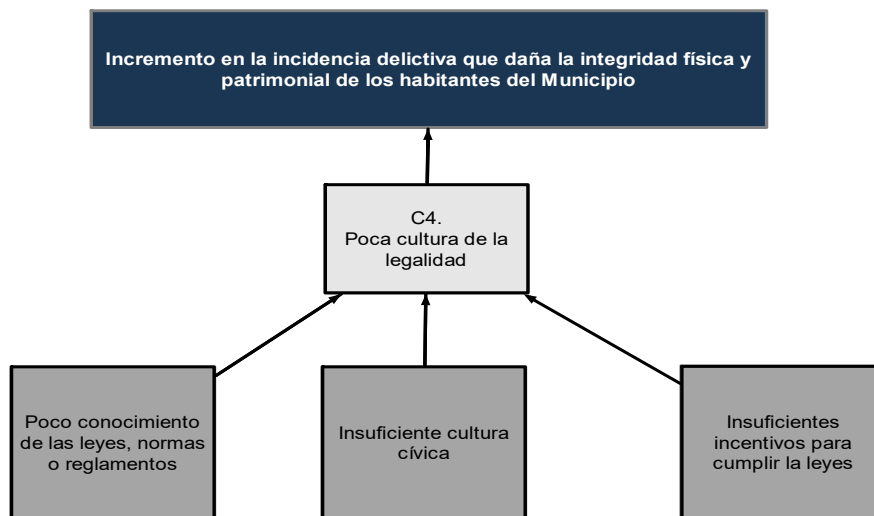 Incremento en la incidencia delictiva que daña la integridad física y
patrimonial de los habitantes del Municipio
C4.
Poca cultura de la
legalidad
Poco conocimiento
de las leyes, normas
o reglamentos
Insuficiente cultura
cívica
Insuficientes
incentivos para
cumplir la leyes